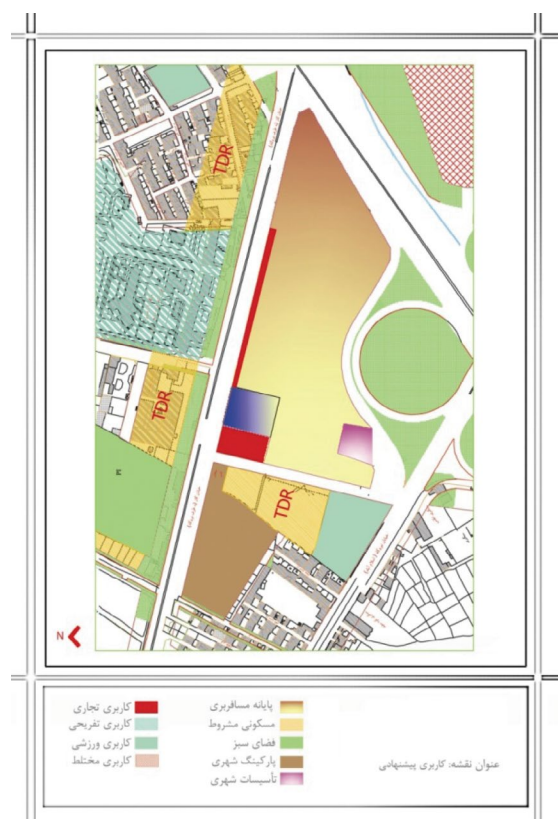 TDR
TDR
TDR
N
کاربری تجاری
کاربری تفریحی
کاربری ورزشی
کاربری مختلط
پایانه مسافربری
مسکونی مشروط
فضای سبز
پارکینگ شهری
تأسیسات شهری
عنوان نقشه: کاربری پیشنهادی